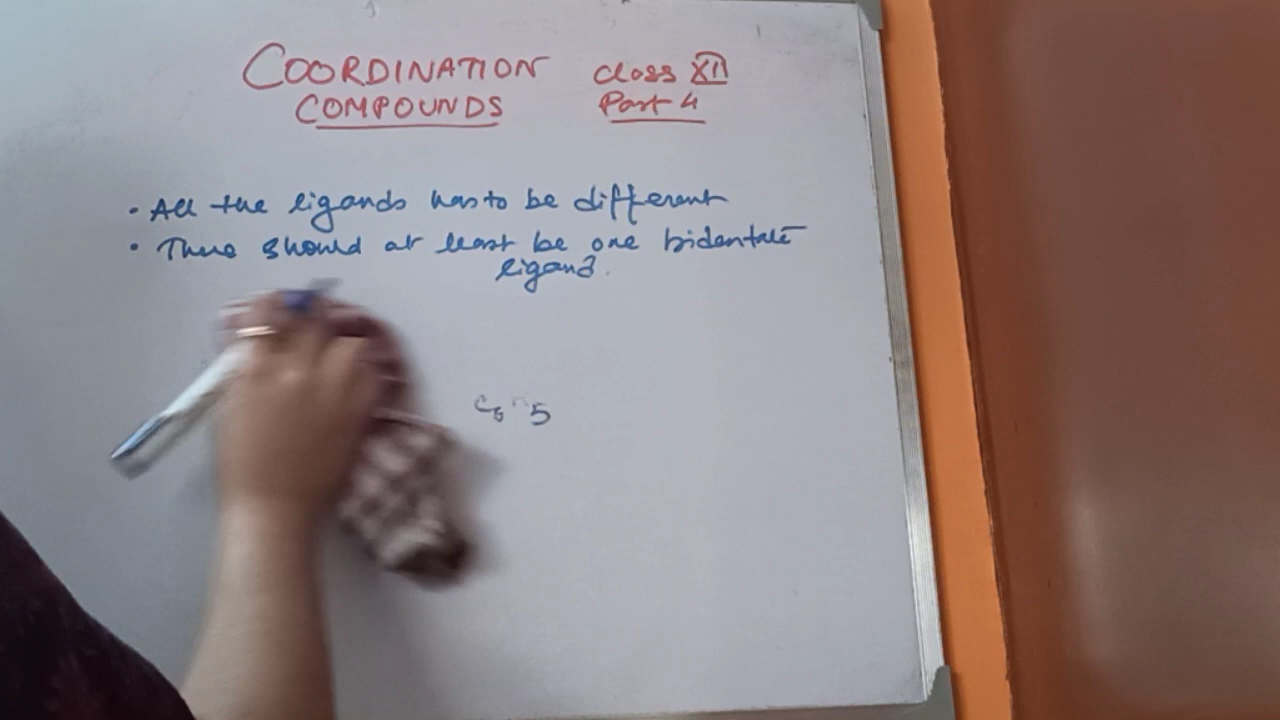 COORDINATION class XII
COMPOUNDS Part 4
• All the ligands has to be different
• There should at least be one bidentate
ligand.
5